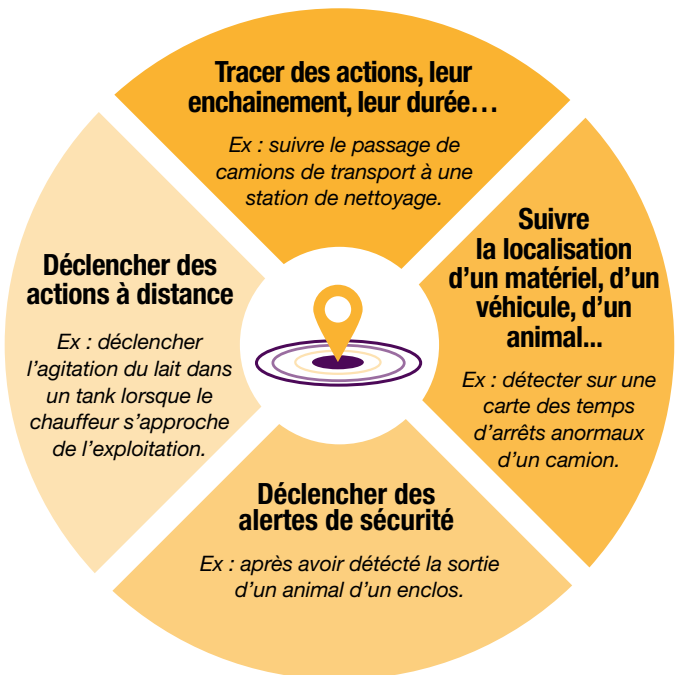 Tracer des actions, leur
enchainement, leur durée…
Ex : suivre le passage de
camions de transport à une
station de nettoyage.
Suivre
la localisation
d’un matériel, d’un
véhicule, d’un
animal...
Ex : détecter sur une
carte des temps
d’arrêts anormaux
d’un camion.
Déclencher des
alertes de sécurité
Ex : après avoir détécté la sortie
d’un animal d’un enclos.
Déclencher des
actions à distance
Ex : déclencher
l’agitation du lait dans
un tank lorsque le
chauffeur s’approche
de l’exploitation.